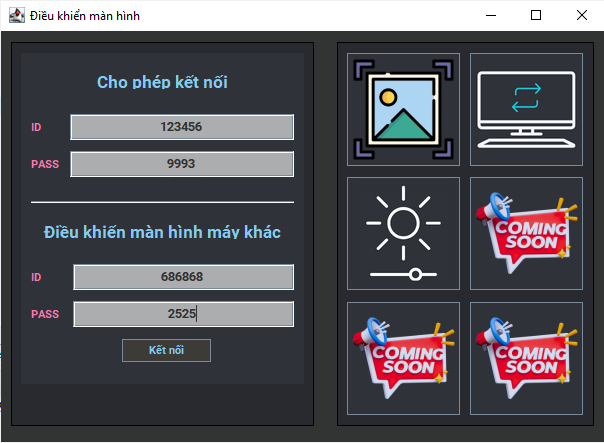 Điều khiển màn hình
Cho phép kết nối
ID 123456
PASS 9993
Điều khiển màn hình máy khác
ID 686868
PASS 2525
Kết nối
COMING
SOON
COMING
SOON
COMING
SOON